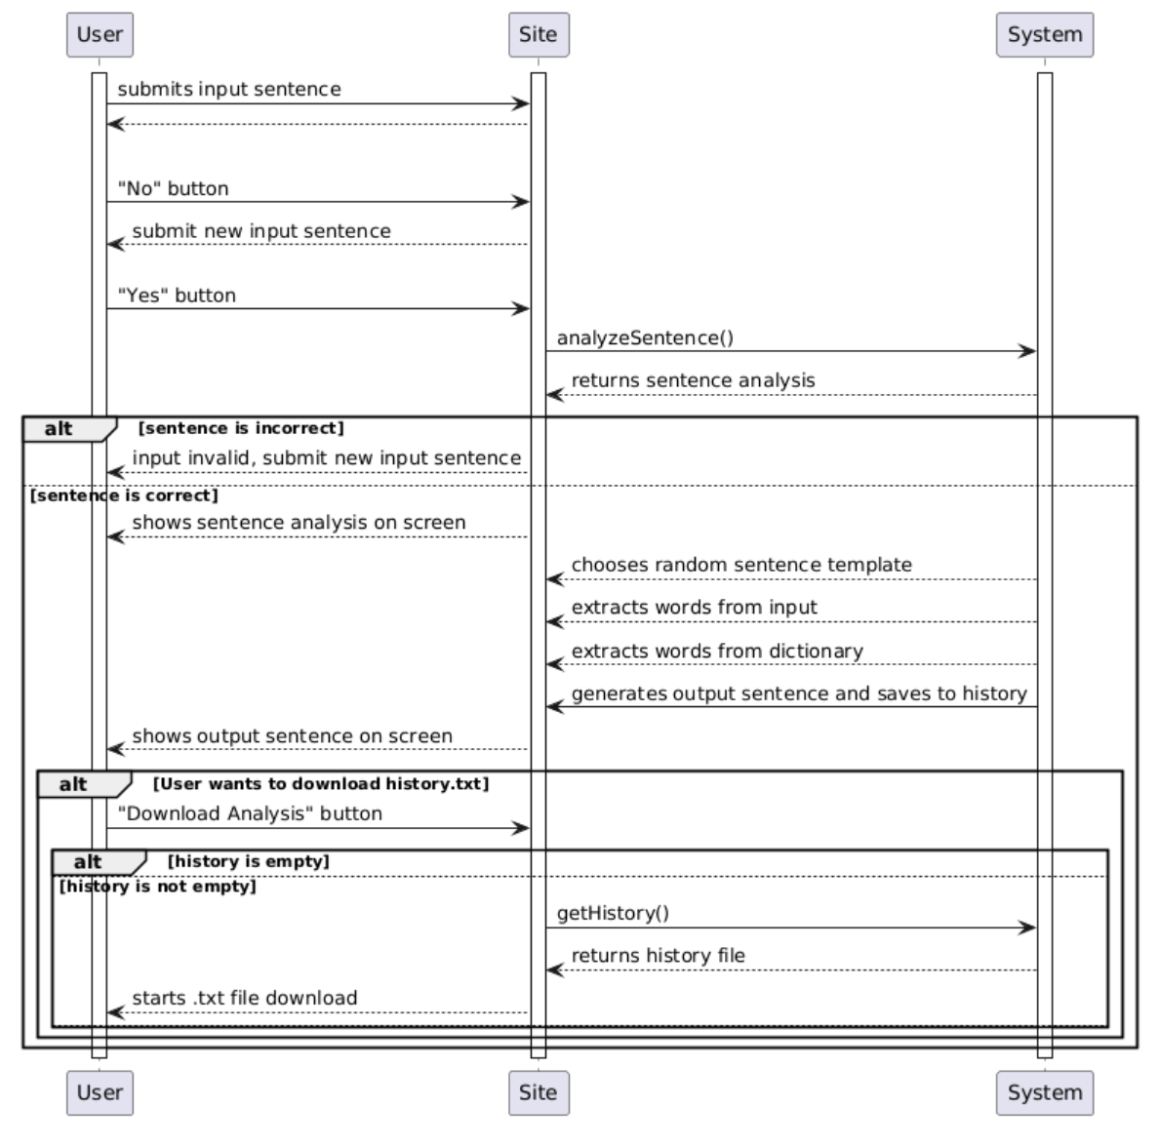 User Site System
submits input sentence
"No" button
submit new input sentence
"Yes" button
analyzeSentence()
returns sentence analysis
alt [sentence is incorrect]
input invalid, submit new input sentence
[sentence is correct]
shows sentence analysis on screen
chooses random sentence template
extracts words from input
extracts words from dictionary
generates output sentence and saves to history
shows output sentence on screen
alt [User wants to download history.txt]
"Download Analysis" button
alt [history is empty]
[history is not empty]
getHistory()
returns history file
starts .txt file download
User Site System